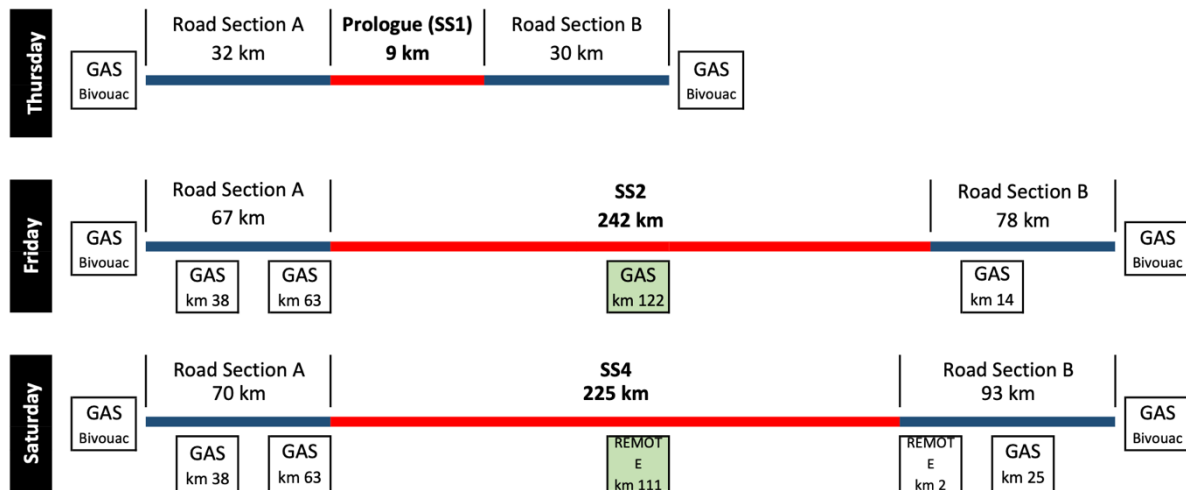 Thursday
Road Section A
32 km
Prologue (SS1)
9 km
Road Section B
30 km
GAS
Bivouac
GAS
Bivouac
Friday
Road Section A
67 km
SS2
242 km
Road Section B
78 km
GAS
Bivouac
GAS
Bivouac
GAS
km 38
GAS
km 63
GAS
km 122
GAS
km 14
Saturday
Road Section A
70 km
SS4
225 km
Road Section B
93 km
GAS
Bivouac
GAS
Bivouac
GAS
km 38
GAS
km 63
REMOT
E
km 111
REMOT
E
km 2
GAS
km 25